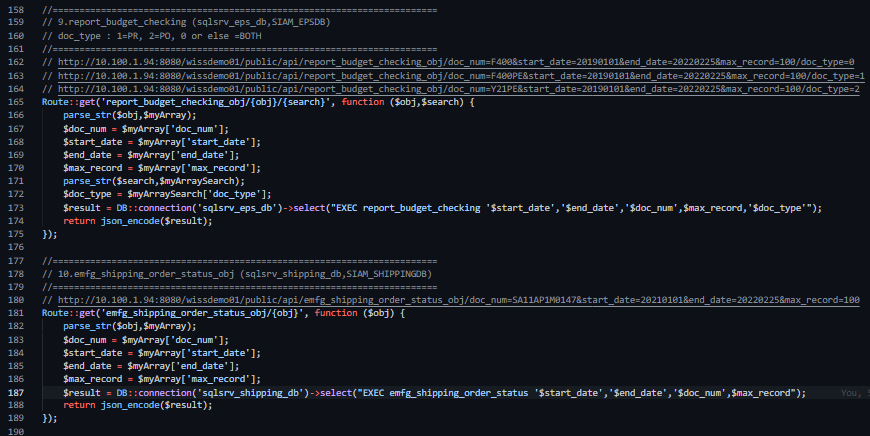 158 //=========================================================================
159 // 9.report_budget_checking (sqlsrv_eps_db,SIAM_EPSDB)
160 // doc_type : 1=PR, 2=PO, 0 or else =BOTH
161 //=========================================================================
162 // http://10.100.1.94:8080/wissdemo01/public/api/report_budget_checking_obj/doc_num=F400&start_date=20190101&end_date=20220225&max_record=100/doc_type=0
163 // http://10.100.1.94:8080/wissdemo01/public/api/report_budget_checking_obj/doc_num=F400PE&start_date=20190101&end_date=20220225&max_record=100/doc_type=1
164 // http://10.100.1.94:8080/wissdemo01/public/api/report_budget_checking_obj/doc_num=Y21PE&start_date=20190101&end_date=20220225&max_record=100/doc_type=2
165 Route::get('report_budget_checking_obj/{obj}/{search}', function ($obj,$search) {
166 parse_str($obj,$myArray);
167 $doc_num = $myArray['doc_num'];
168 $start_date = $myArray['start_date'];
169 $end_date = $myArray['end_date'];
170 $max_record = $myArray['max_record'];
171 parse_str($search,$myArraySearch);
172 $doc_type = $myArraySearch['doc_type'];
173 $result = DB::connection('sqlsrv_eps_db')->select("EXEC report_budget_checking '$start_date','$end_date','$doc_num',$max_record,'$doc_type'");
174 return json_encode($result);
175 });
176
177 //=========================================================================
178 // 10.emfg_shipping_order_status_obj (sqlsrv_shipping_db,SIAM_SHIPPINGDB)
179 //=========================================================================
180 // http://10.100.1.94:8080/wissdemo01/public/api/emfg_shipping_order_status_obj/doc_num=SA11AP1M0147&start_date=20210101&end_date=20220225&max_record=100
181 Route::get('emfg_shipping_order_status_obj/{obj}', function ($obj) {
182 parse_str($obj,$myArray);
183 $doc_num = $myArray['doc_num'];
184 $start_date = $myArray['start_date'];
185 $end_date = $myArray['end_date'];
186 $max_record = $myArray['max_record'];
187 $result = DB::connection('sqlsrv_shipping_db')->select("EXEC emfg_shipping_order_status '$start_date','$end_date','$doc_num',$max_record"); You,
188 return json_encode($result);
189 });
190